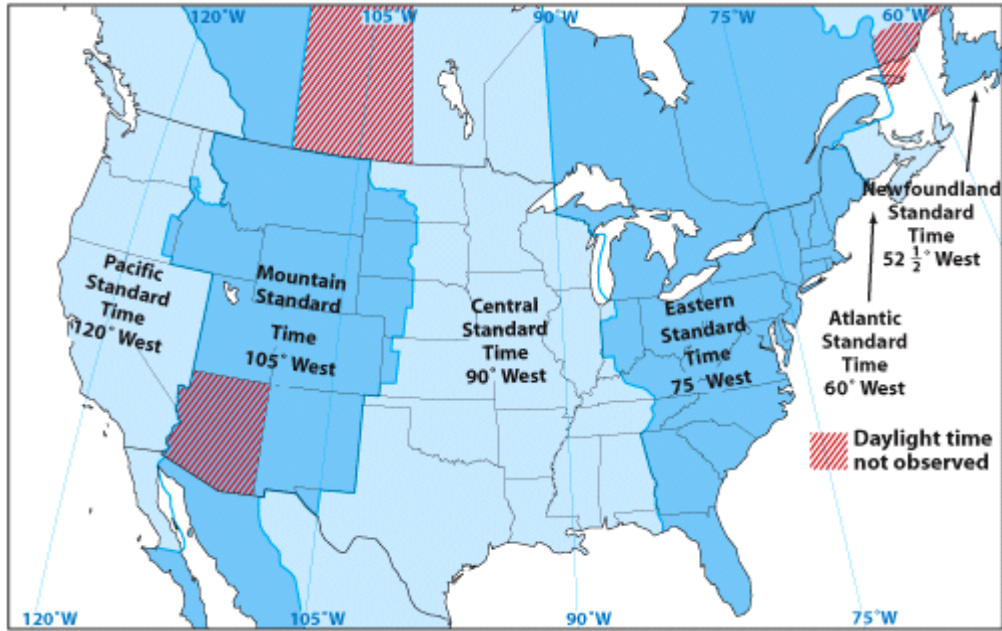 120°W
105°W
90°W
75°W
60°W
Newfoundland
Standard
Time
52 1/2° West
Pacific
Standard
Time
120° West
Mountain
Standard
Time
105° West
Central
Standard
Time
90° West
Eastern
Standard
Time
75° West
Atlantic
Standard
Time
60° West
Daylight time
not observed
120°W
105°W
90°W
75°W